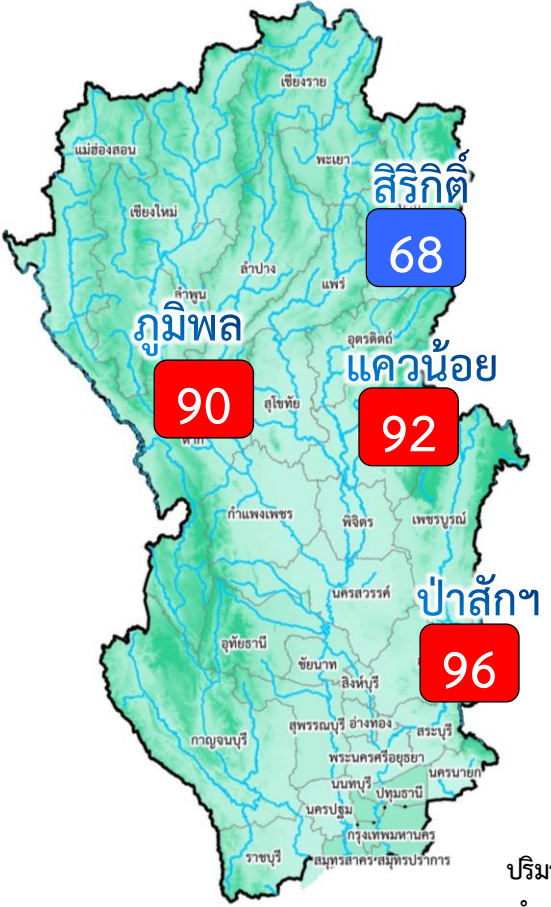 เชียงราย
แม่ฮ่องสอน
พะเยา
สิริกิติ์
เชียงใหม่
68
ลำปาง
แพร่
ลำพูน
ภูมิพล
อุตรดิตถ์
แควน้อย
90
สุโขทัย
92
ตาก
กำแพงเพชร
พิจิตร
เพชรบูรณ์
นครสวรรค์
ป่าสักฯ
อุทัยธานี
ชัยนาท
96
สิงห์บุรี
สุพรรณบุรี อ่างทอง
สระบุรี
กาญจนบุรี
พระนครศรีอยุธยา
นครนายก
นนทบุรี
ปทุมธานี
นครปฐม
กรุงเทพมหานคร
ราชบุรี
สมุทรสาคร สมุทรปราการ